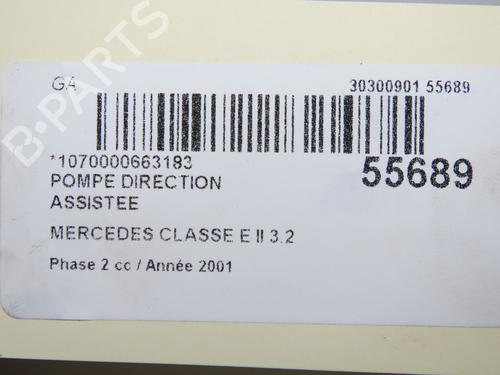 GA 30300901 55689
*1070000663183
55689
POMPE DIRECTION
ASSISTEE
MERCEDES CLASSE E II 3.2
Phase 2 cc / Année 2001
B-PARTS